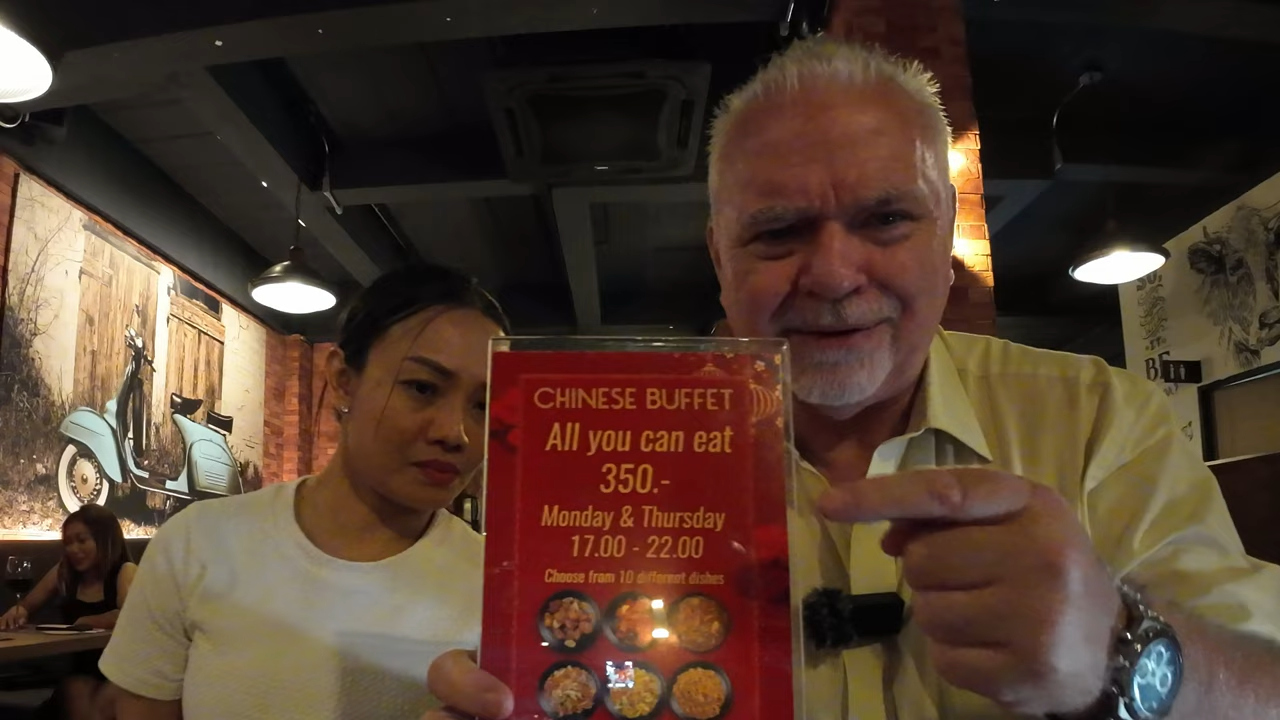 CHINESE BUFFET
All you can eat
350.-
Monday & Thursday
17.00 - 22.00
Choose from 10 different dishes